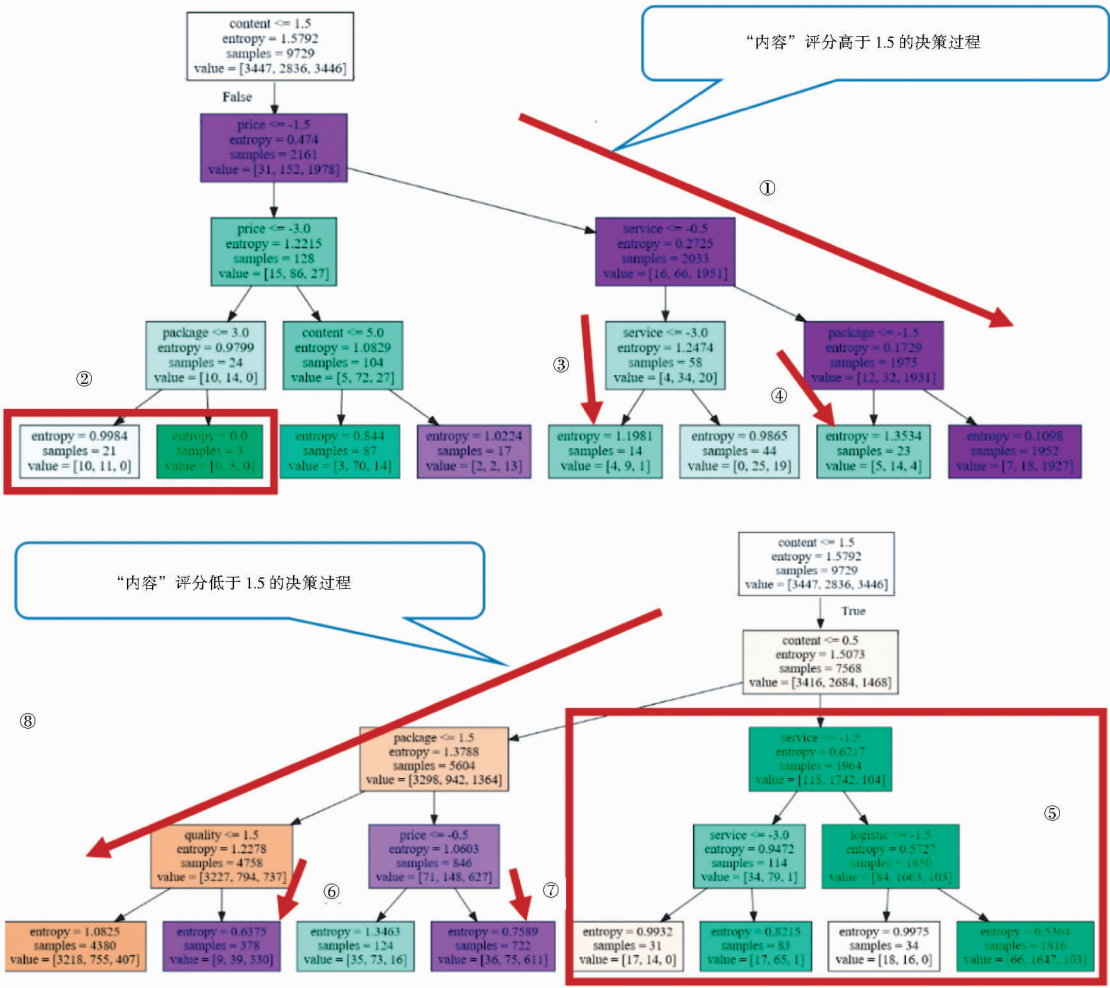 content <= 1.5
entropy = 1.5792
samples = 9729
value = [3447, 2836, 3446]
“内容”评分高于 1.5 的决策过程
False
price <= -1.5
entropy = 0.474
samples = 2161
value = [31, 152, 1978]
①
price <= -3.0
entropy = 1.2215
samples = 128
value = [15, 86, 27]
service <= -0.5
entropy = 0.2725
samples = 2033
value = [16, 66, 1951]
package <= 3.0
entropy = 0.9799
samples = 24
value = [10, 14, 0]
content <= 5.0
entropy = 1.0829
samples = 104
value = [5, 72, 27]
service <= -3.0
entropy = 1.2474
samples = 58
value = [4, 34, 20]
package <= -1.5
entropy = 0.1729
samples = 1975
value = [12, 32, 1931]
②
③
④
entropy = 0.9984
samples = 21
value = [10, 11, 0]
entropy = 0.0
samples = 3
value = [0, 3, 0]
entropy = 0.844
samples = 87
value = [3, 70, 14]
entropy = 1.0224
samples = 17
value = [2, 2, 13]
entropy = 1.1981
samples = 14
value = [4, 9, 1]
entropy = 0.9865
samples = 44
value = [0, 25, 19]
entropy = 1.3534
samples = 23
value = [5, 14, 4]
entropy = 0.1098
samples = 1952
value = [7, 18, 1927]
“内容”评分低于 1.5 的决策过程
content <= 1.5
entropy = 1.5792
samples = 9729
value = [3447, 2836, 3446]
True
content <= 0.5
entropy = 1.5073
samples = 7568
value = [3416, 2684, 1468]
⑧
package <= 1.5
entropy = 1.3788
samples = 5604
value = [3298, 942, 1364]
service <= -1.5
entropy = 0.6217
samples = 1964
value = [118, 1742, 104]
⑤
quality <= 1.5
entropy = 1.2278
samples = 4758
value = [3227, 794, 737]
price <= -0.5
entropy = 1.0603
samples = 846
value = [71, 148, 627]
service <= -3.0
entropy = 0.9472
samples = 114
value = [34, 79, 1]
logistic <= -1.5
entropy = 0.5727
samples = 1850
value = [84, 1663, 103]
⑥
⑦
entropy = 1.0825
samples = 4380
value = [3218, 755, 407]
entropy = 0.6375
samples = 378
value = [9, 39, 330]
entropy = 1.3463
samples = 124
value = [35, 73, 16]
entropy = 0.7589
samples = 722
value = [36, 75, 611]
entropy = 0.9932
samples = 31
value = [17, 14, 0]
entropy = 0.8215
samples = 83
value = [17, 65, 1]
entropy = 0.9975
samples = 34
value = [18, 16, 0]
entropy = 0.5364
samples = 1816
value = [66, 1647, 103]